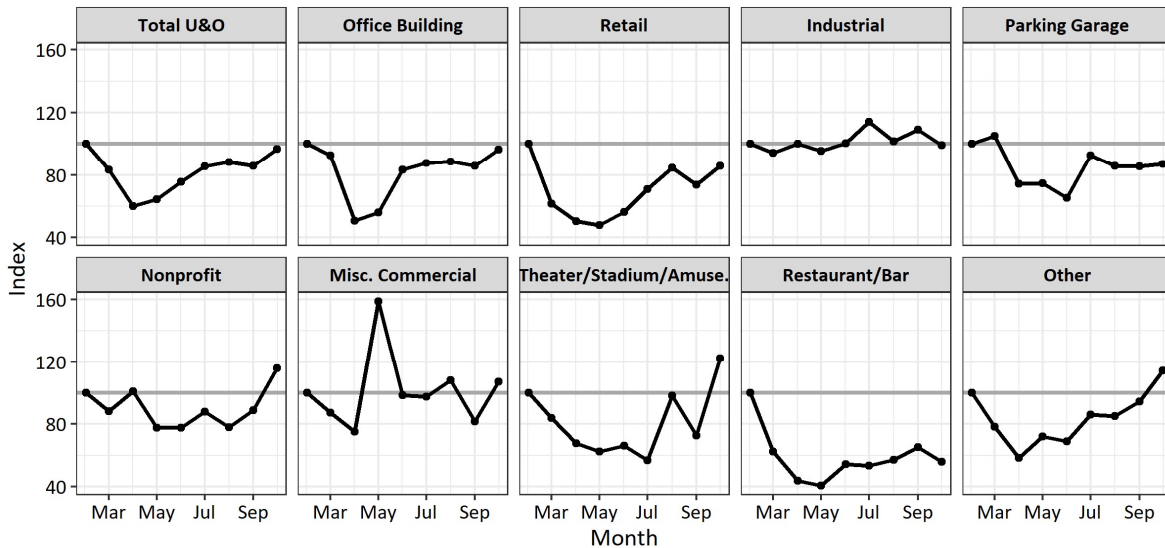 Total U&O
Office Building
Retail
Industrial
Parking Garage
160
120
80
40
Index
Nonprofit
Misc. Commercial
Theater/Stadium/Amuse.
Restaurant/Bar
Other
160
120
80
40
Mar May Jul Sep
Mar May Jul Sep
Mar May Jul Sep
Mar May Jul Sep
Mar May Jul Sep
Month